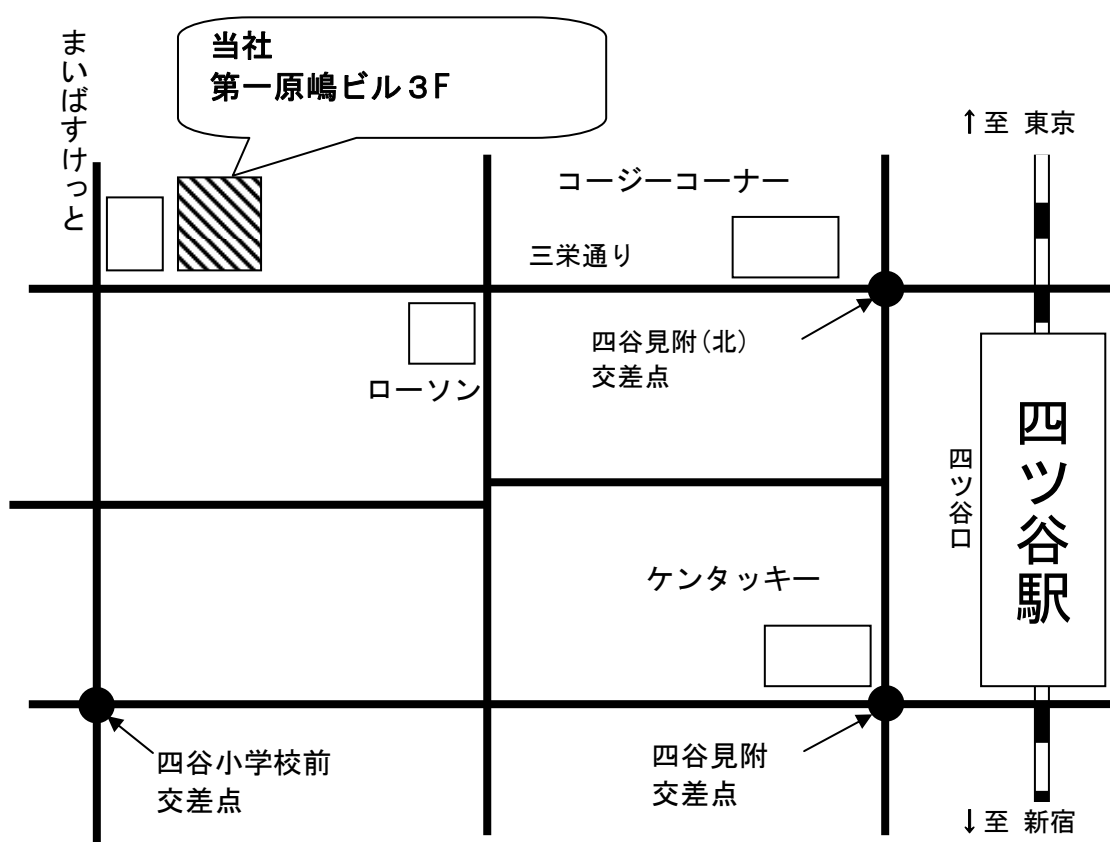 まいばすけっと
当社
第一原嶋ビル３F
↑至 東京
コージーコーナー
三栄通り
四谷見附(北)
交差点
ローソン
四ツ谷口
四ツ谷駅
ケンタッキー
四谷小学校前
交差点
四谷見附
交差点
↓至 新宿